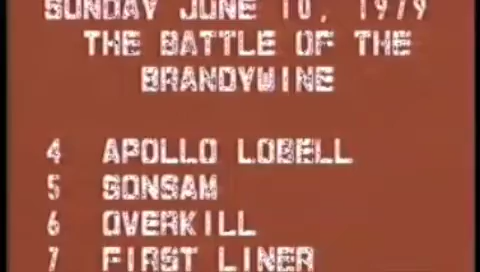 SUNDAY JUNE 10, 1979
THE BATTLE OF THE
BRANDYWINE
4 APOLLO LOBELL
5 SONSAM
6 OVERKILL
7 FIRST LINER